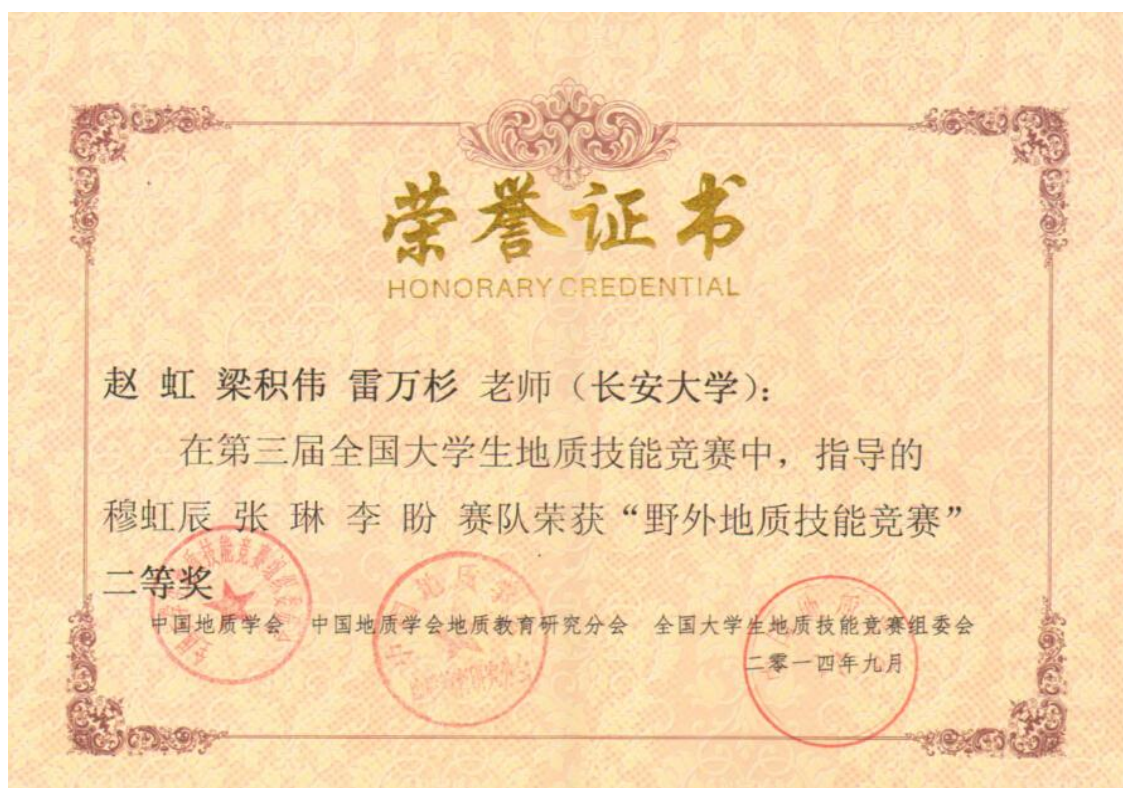 荣誉证书
HONORARY CREDENTIAL
赵 虹 梁积伟 雷万杉 老师（长安大学）：
在第三届全国大学生地质技能竞赛中，指导的
穆虹辰 张 琳 李 盼 赛队荣获“野外地质技能竞赛”
二等奖
中国地质学会 中国地质学会地质教育研究分会 全国大学生地质技能竞赛组委会
二零一四年九月